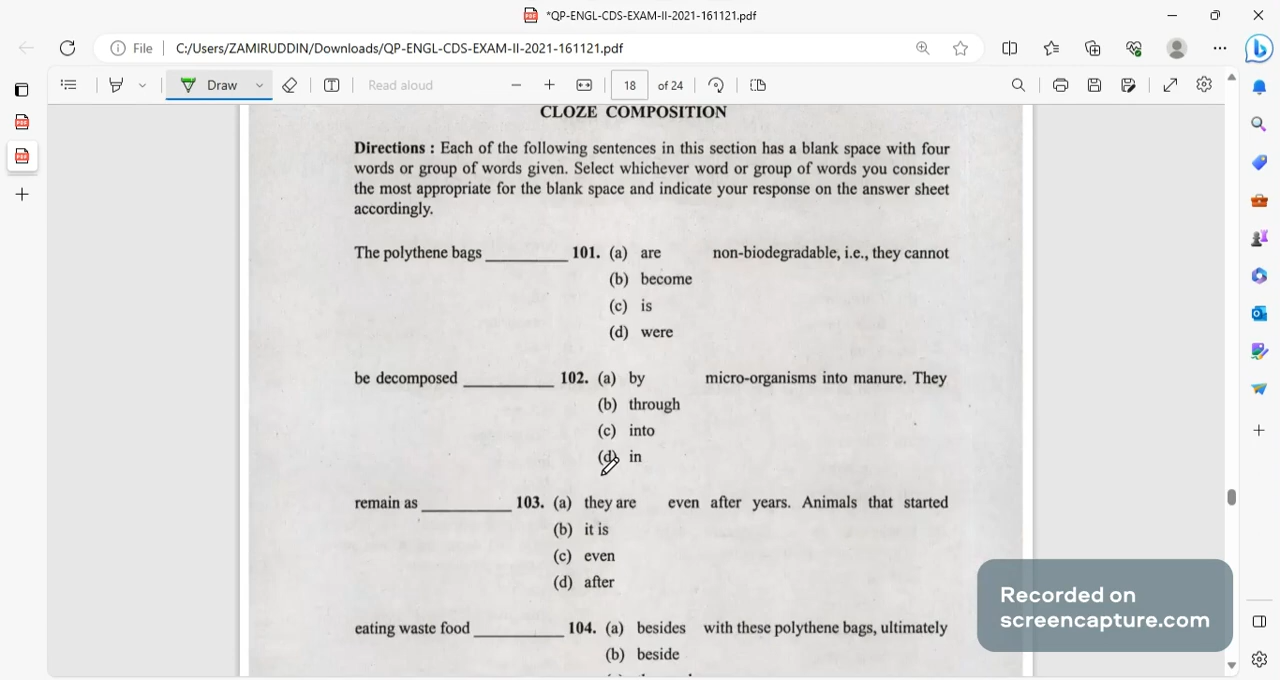 *QP-ENGL-CDS-EXAM-II-2021-161121.pdf
File C:/Users/ZAMIRUDDIN/Downloads/QP-ENGL-CDS-EXAM-II-2021-161121.pdf
Draw Read aloud 18 of 24
CLOZE COMPOSITION
Directions : Each of the following sentences in this section has a blank space with four
words or group of words given. Select whichever word or group of words you consider
the most appropriate for the blank space and indicate your response on the answer sheet
accordingly.
The polythene bags __________ 101. (a) are non-biodegradable, i.e., they cannot
(b) become
(c) is
(d) were
be decomposed __________ 102. (a) by micro-organisms into manure. They
(b) through
(c) into
(d) in
remain as __________ 103. (a) they are even after years. Animals that started
(b) it is
(c) even
(d) after
eating waste food __________ 104. (a) besides with these polythene bags, ultimately
(b) beside
Recorded on
screencapture.com